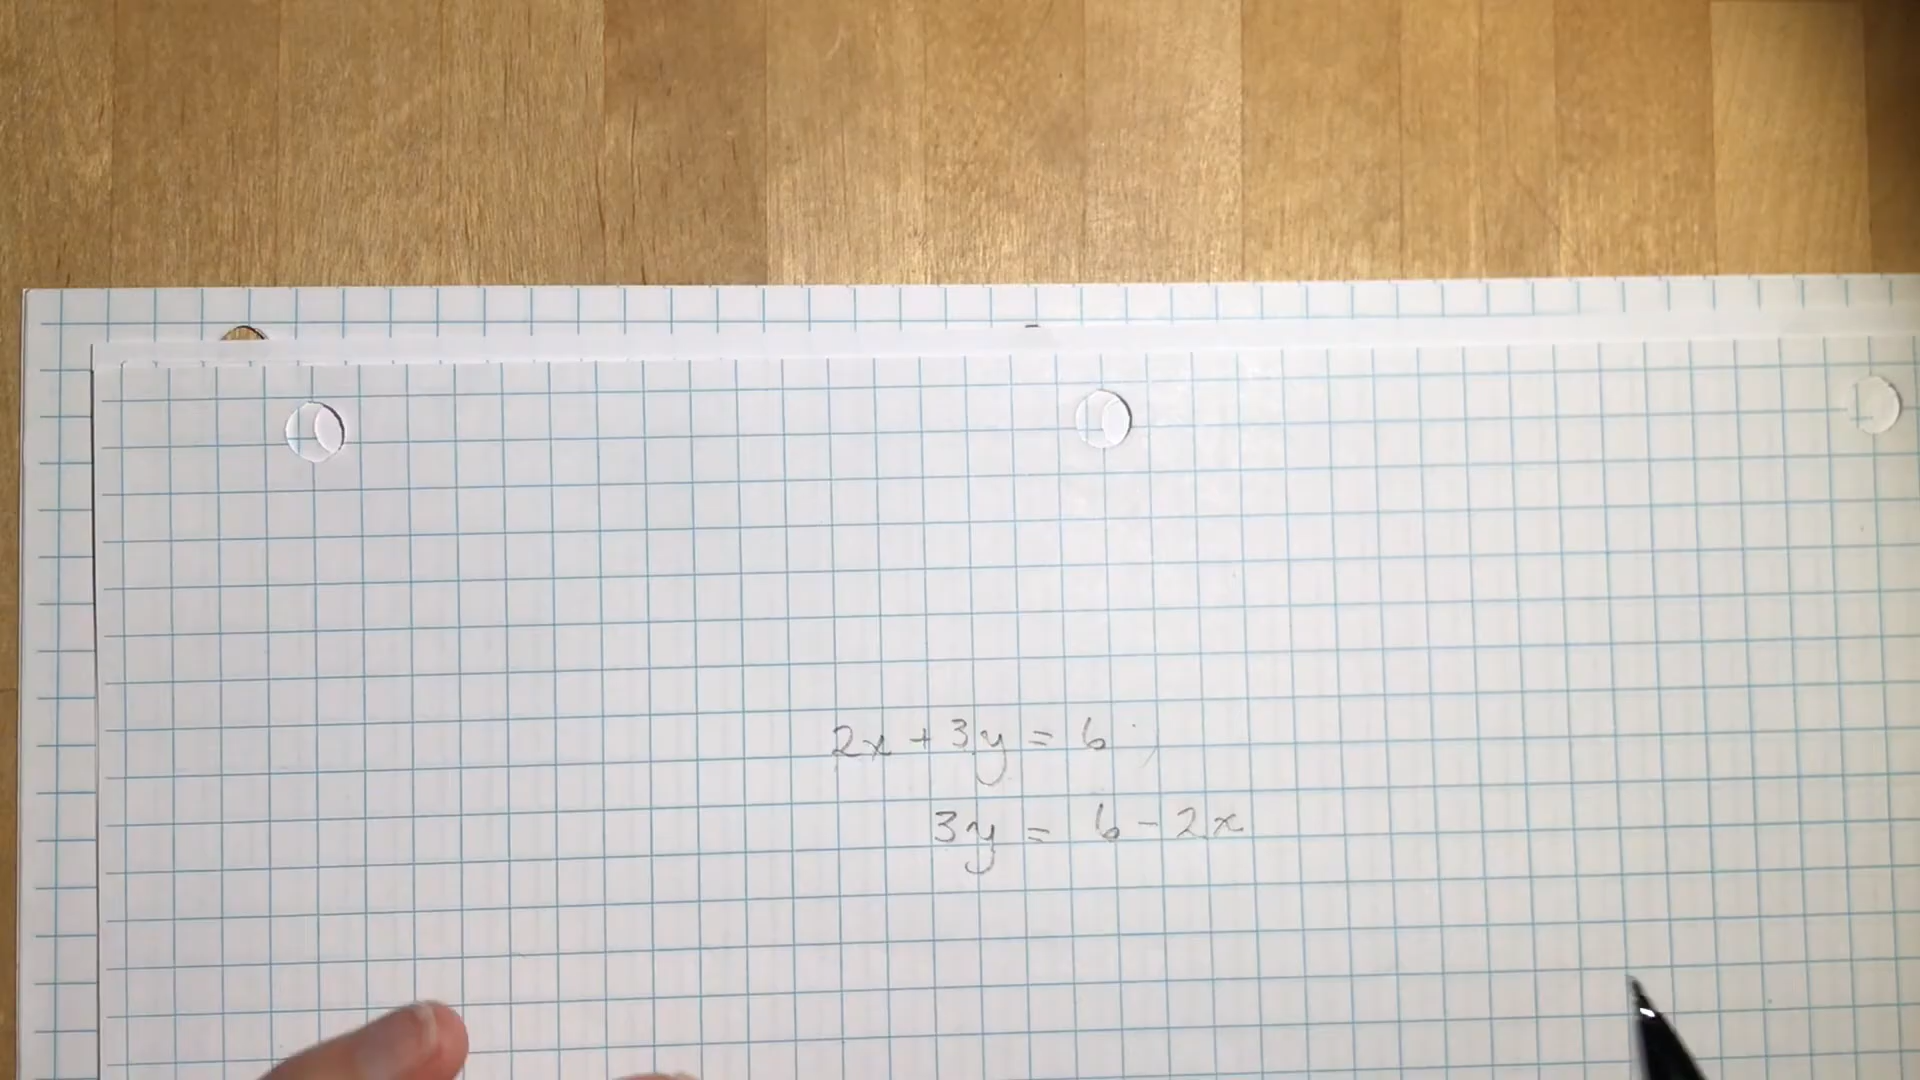 2x + 3y = 6
3y = 6 - 2x